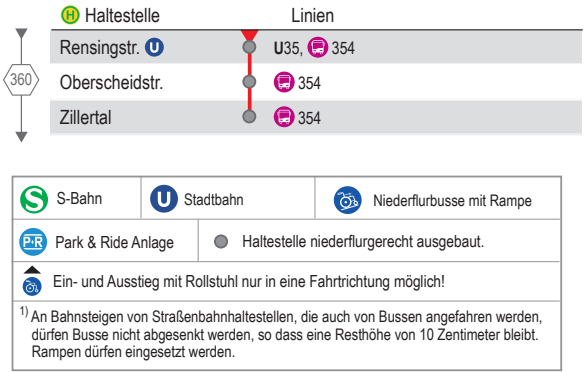 H Haltestelle Linien
Rensingstr. U U35, 354
360
Oberscheidstr. 354
Zillertal 354
S S-Bahn U Stadtbahn Niederflurbusse mit Rampe
P+R Park & Ride Anlage Haltestelle niederflurgerecht ausgebaut.
Ein- und Ausstieg mit Rollstuhl nur in eine Fahrtrichtung möglich!
1) An Bahnsteigen von Straßenbahnhaltestellen, die auch von Bussen angefahren werden,
dürfen Busse nicht abgesenkt werden, so dass eine Resthöhe von 10 Zentimeter bleibt.
Rampen dürfen eingesetzt werden.